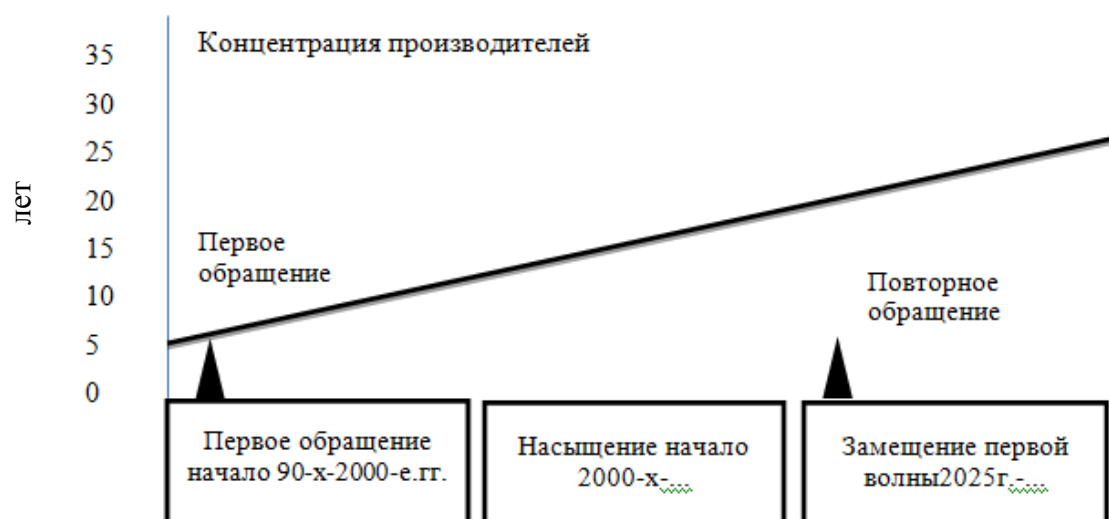 Концентрация производителей
35
30
25
20
15
10
5
0
лет
Первое
обращение
Повторное
обращение
Первое обращение
начало 90-х-2000-е.гг.
Насыщение начало
2000-х-...
Замещение первой
волны2025г.-...